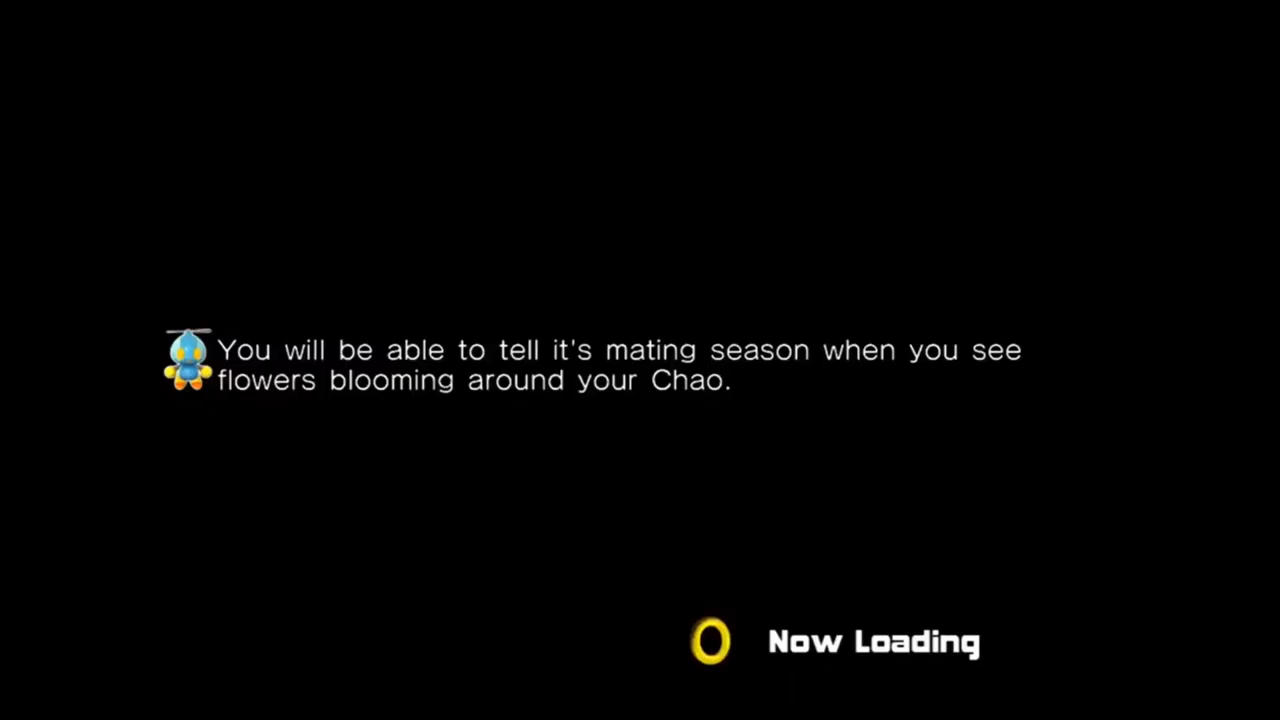 You will be able to tell it's mating season when you see
flowers blooming around your Chao.
Now Loading